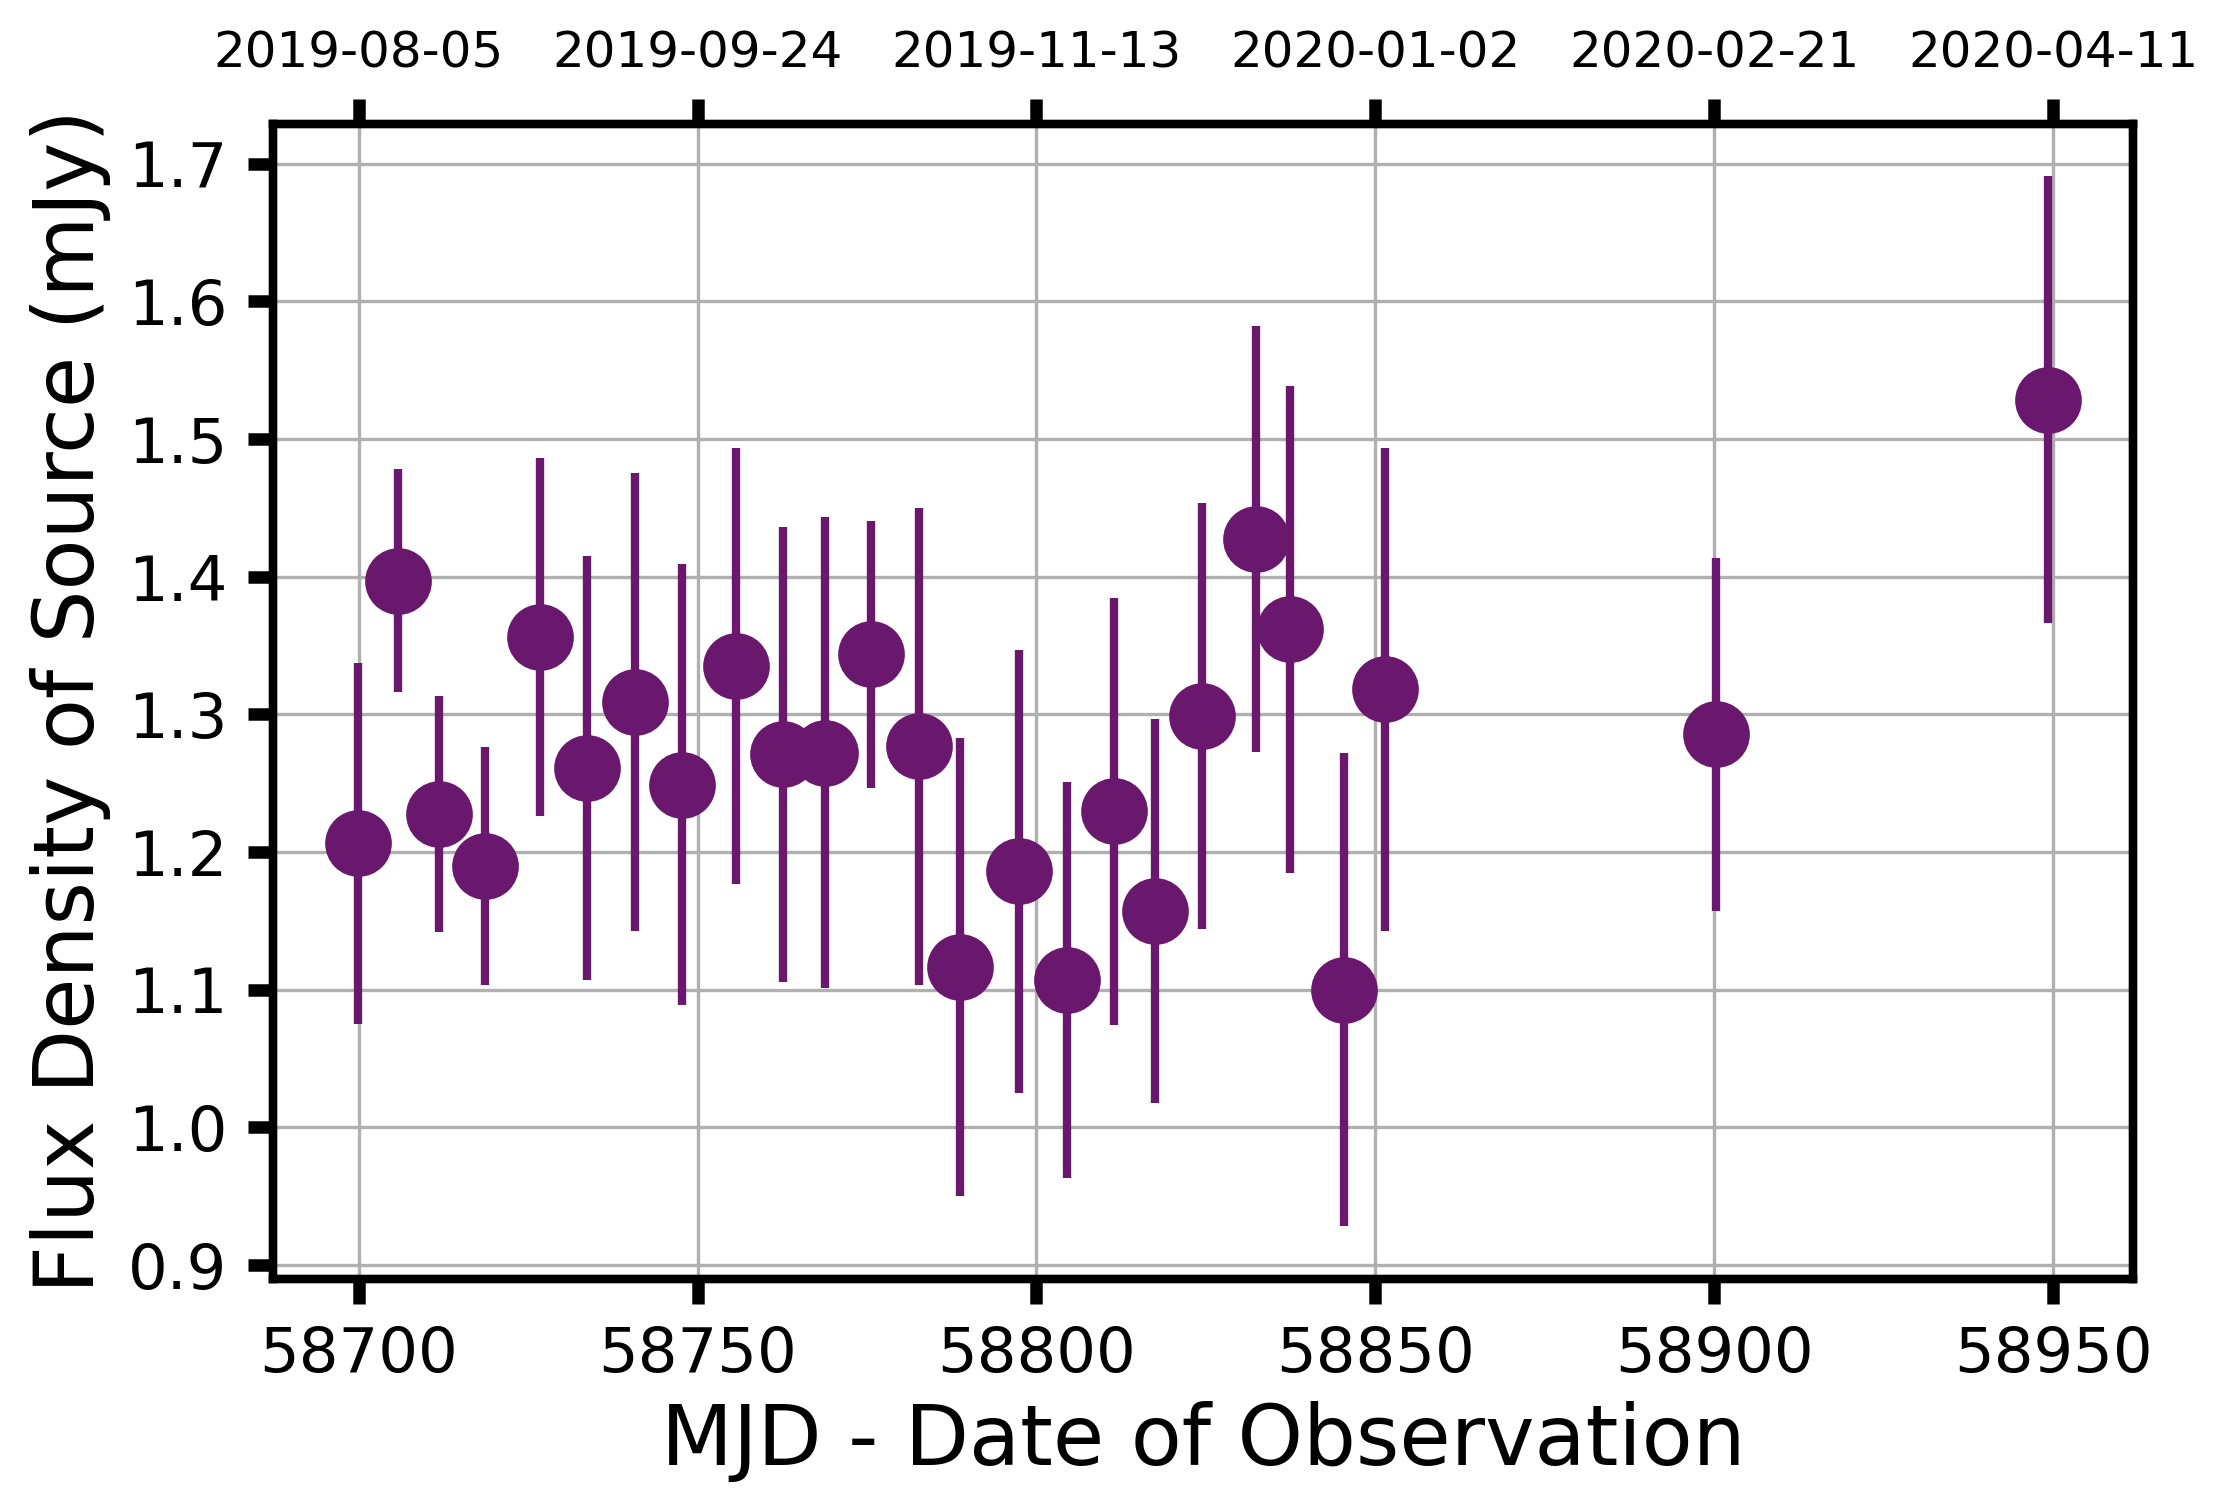 2019-08-05 2019-09-24 2019-11-13 2020-01-02 2020-02-21 2020-04-11
Flux Density of Source (mJy)
1.7
1.6
1.5
1.4
1.3
1.2
1.1
1.0
0.9
58700 58750 58800 58850 58900 58950
MJD - Date of Observation